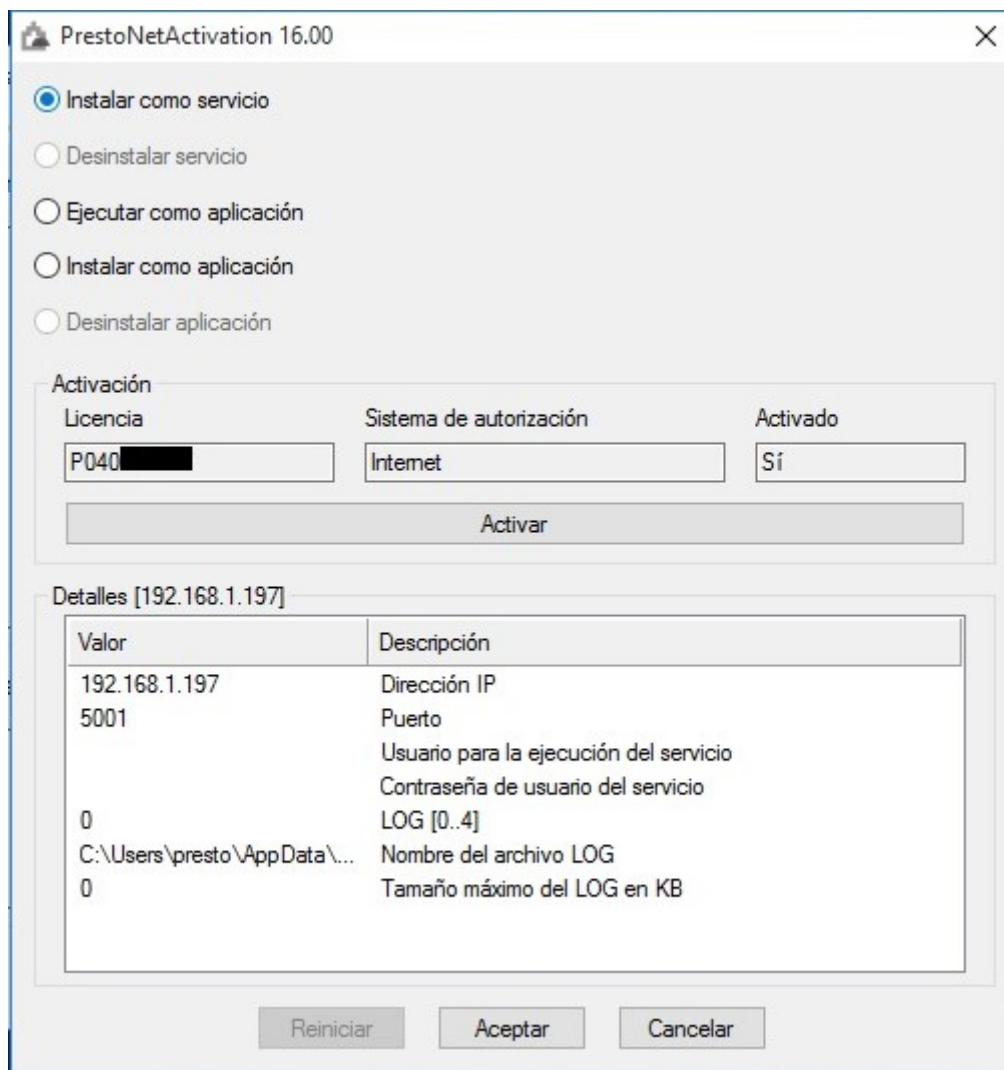 PrestoNetActivation 16.00
Instalar como servicio
Desinstalar servicio
Ejecutar como aplicación
Instalar como aplicación
Desinstalar aplicación
Activación
Licencia Sistema de autorización Activado
P040 Internet Sí
Activar
Detalles [192.168.1.197]
Valor Descripción
192.168.1.197 Dirección IP
5001 Puerto
Usuario para la ejecución del servicio
Contraseña de usuario del servicio
0 LOG [0..4]
C:\Users\presto\AppData\... Nombre del archivo LOG
0 Tamaño máximo del LOG en KB
Reiniciar Aceptar Cancelar